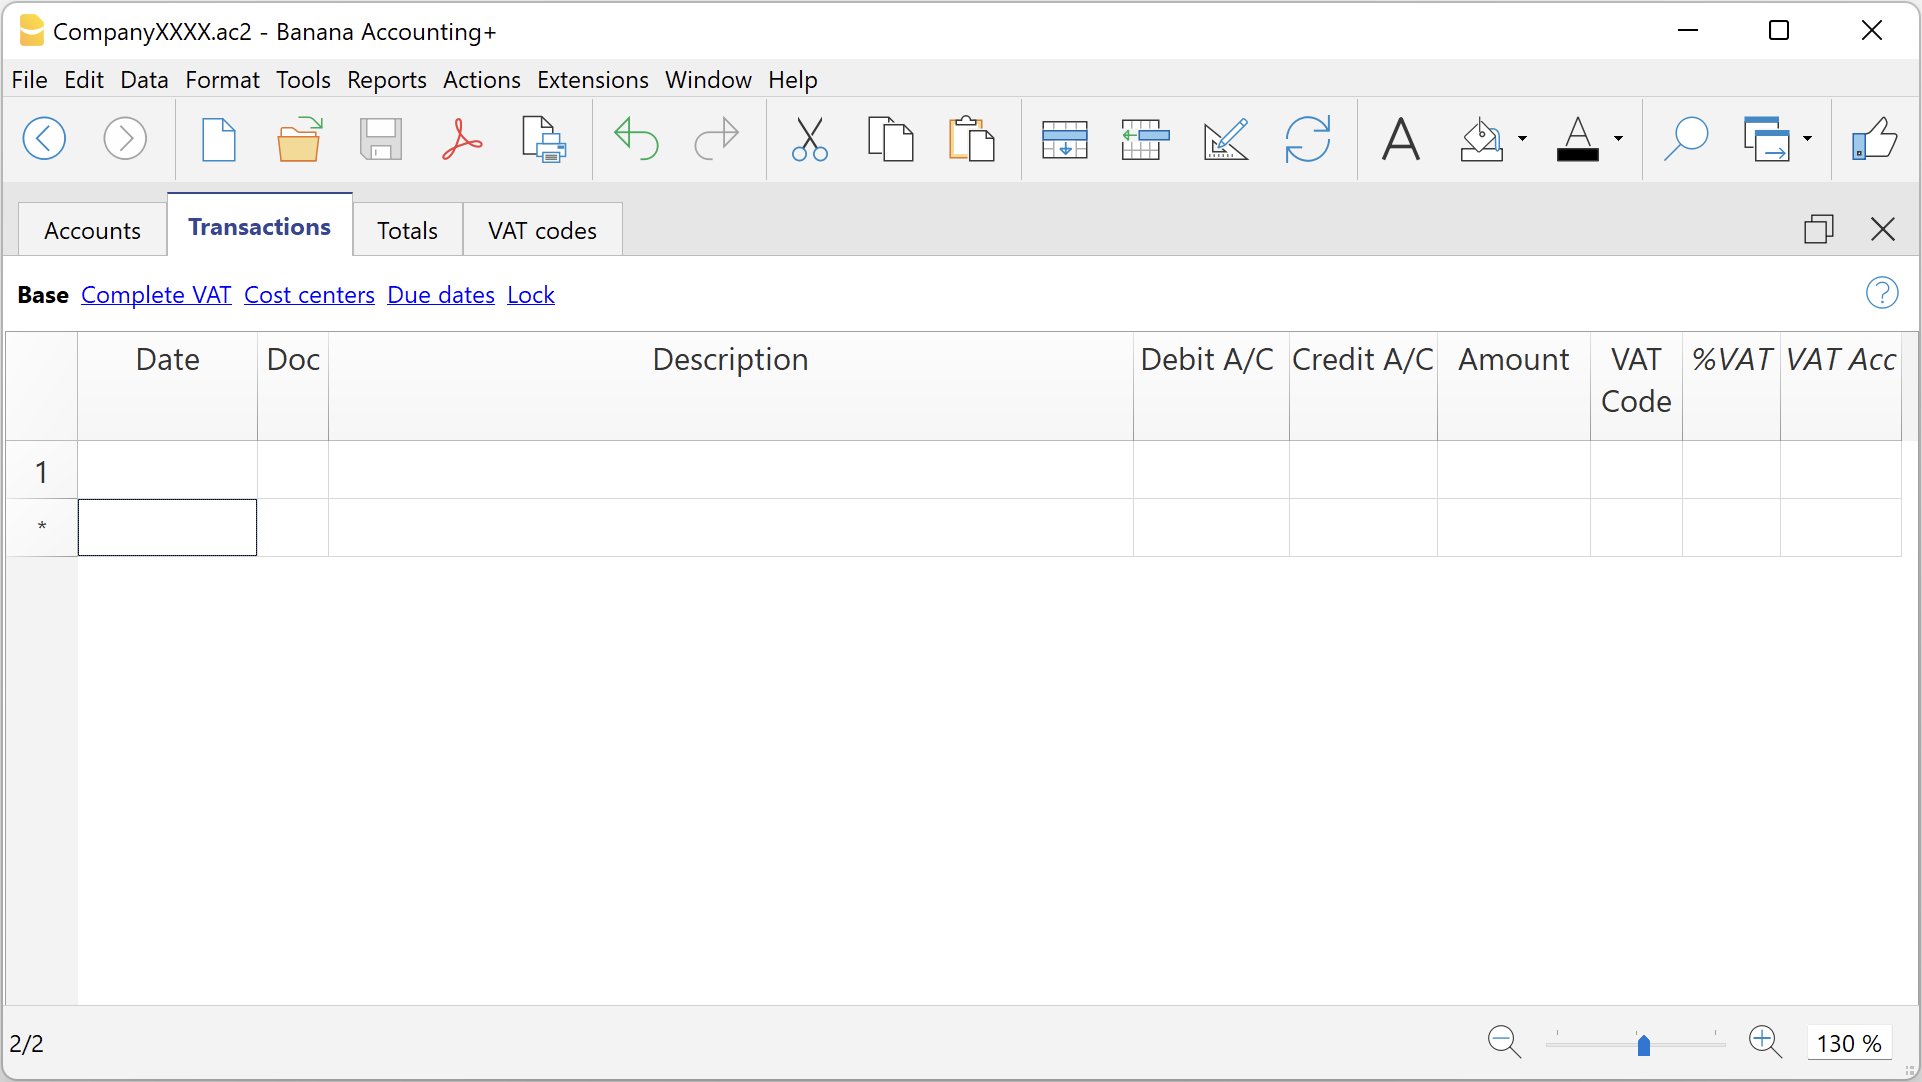 CompanyXXXX.ac2 - Banana Accounting+
File Edit Data Format Tools Reports Actions Extensions Window Help
Accounts Transactions Totals VAT codes
Base Complete VAT Cost centers Due dates Lock
Date Doc Description Debit A/C Credit A/C Amount VAT Code %VAT VAT Acc
1
*
2/2 130 %